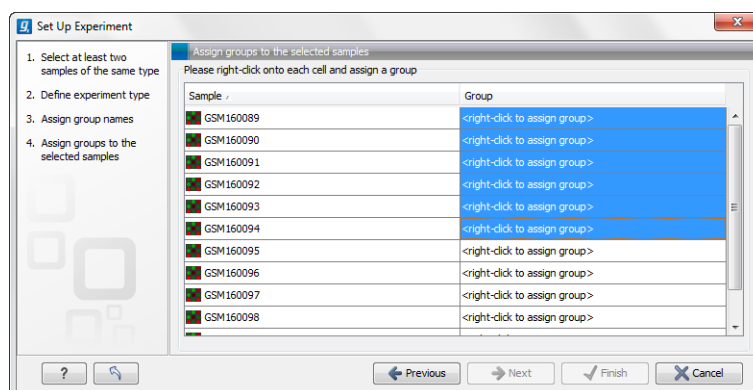 Set Up Experiment
1. Select at least two
samples of the same type
2. Define experiment type
3. Assign group names
4. Assign groups to the
selected samples
Assign groups to the selected samples
Please right-click onto each cell and assign a group
Sample Group
GSM160089 <right-click to assign group>
GSM160090 <right-click to assign group>
GSM160091 <right-click to assign group>
GSM160092 <right-click to assign group>
GSM160093 <right-click to assign group>
GSM160094 <right-click to assign group>
GSM160095 <right-click to assign group>
GSM160096 <right-click to assign group>
GSM160097 <right-click to assign group>
GSM160098 <right-click to assign group>
? Previous Next Finish Cancel